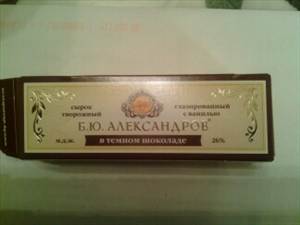 сырок творожный
глазированный с ванилью
Б.Ю. АЛЕКСАНДРОВ®
в темном шоколаде
м.д.ж. 26%